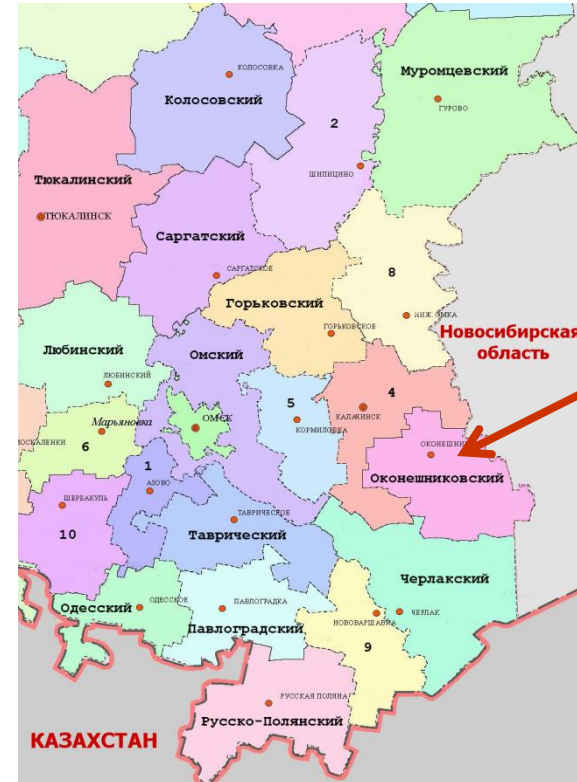 КОЛОСОВКА
Колосовский
Муромцевский
ГУРОВО
2
ШИПИЦИНО
Тюкалинский
ТЮКАЛИНСК
Саргатский
САРГАТСКОЕ
8
Горьковский
НИЖ. ОМКА
ГОРЬКОВСКОЕ
Новосибирская
область
Любинский
Омский
ЛЮБИНСКИЙ
4
5
КАЛАЧИНСК
Марьяновка
ОМСК
КОРМИЛОВКА
6
МОСКАЛЕНКИ
ОКОНЕШНИ
Оконешниковский
1
АЗОВО
ШЕРБАКУЛЬ
10
ТАВРИЧЕСКОЕ
Таврический
Черлакский
Одесский
ОДЕССКОЕ
ПАВЛОГРАДКА
Павлоградский
НОВОВАРШАВКА
ЧЕРЛАК
9
РУССКАЯ ПОЛЯНА
Русско-Полянский
КАЗАХСТАН